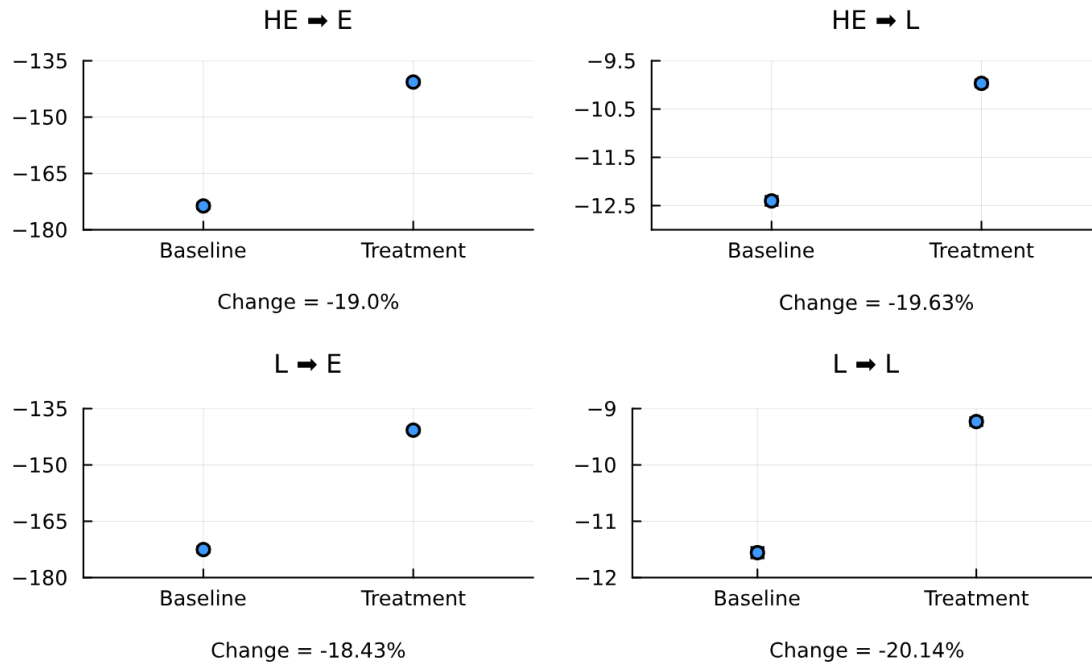 HE ➡ E
−135
−150
−165
−180
Baseline Treatment
Change = -19.0%
HE ➡ L
−9.5
−10.5
−11.5
−12.5
Baseline Treatment
Change = -19.63%
L ➡ E
−135
−150
−165
−180
Baseline Treatment
Change = -18.43%
L ➡ L
−9
−10
−11
−12
Baseline Treatment
Change = -20.14%